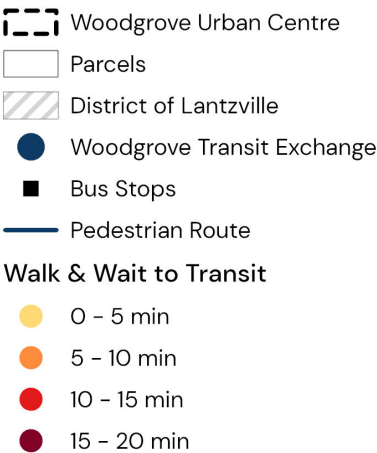 Woodgrove Urban Centre
Parcels
District of Lantzville
Woodgrove Transit Exchange
Bus Stops
Pedestrian Route
Walk & Wait to Transit
0 - 5 min
5 - 10 min
10 - 15 min
15 - 20 min